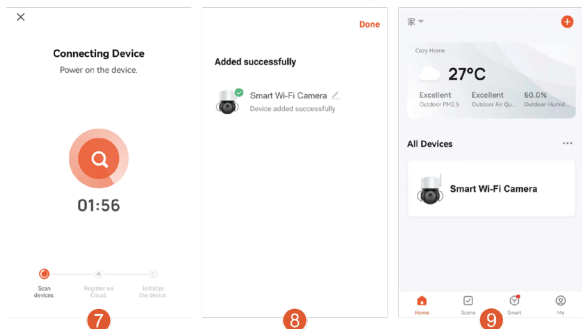 Connecting Device
Power on the device.
01:56
Scan
devices
Register on
Cloud
Initialize
the device.
7
Done
Added successfully
Smart Wi-Fi Camera
Device added successfully
8
家
Cozy Home
27°C
Excellent
Outdoor PM2.5
Excellent
Outdoor Air Qu...
60.0%
Outdoor Humid...
All Devices
Smart Wi-Fi Camera
Home
Scene
Smart
Me
9